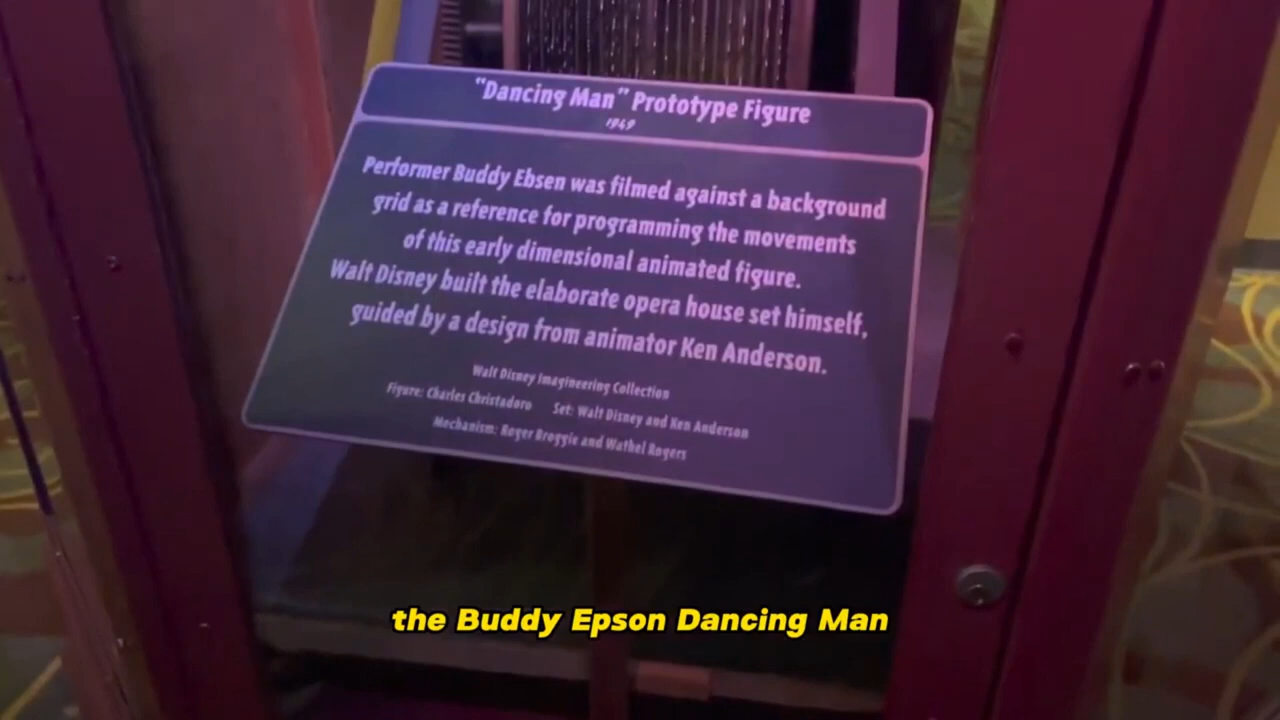 "Dancing Man" Prototype Figure
1949
Performer Buddy Ebsen was filmed against a background
grid as a reference for programming the movements
of this early dimensional animated figure.
Walt Disney built the elaborate opera house set himself,
guided by a design from animator Ken Anderson.
Walt Disney Imagineering Collection
Figure: Charles Christadoro Set: Walt Disney and Ken Anderson
Mechanism: Roger Broggie and Wathel Rogers
the Buddy Epson Dancing Man